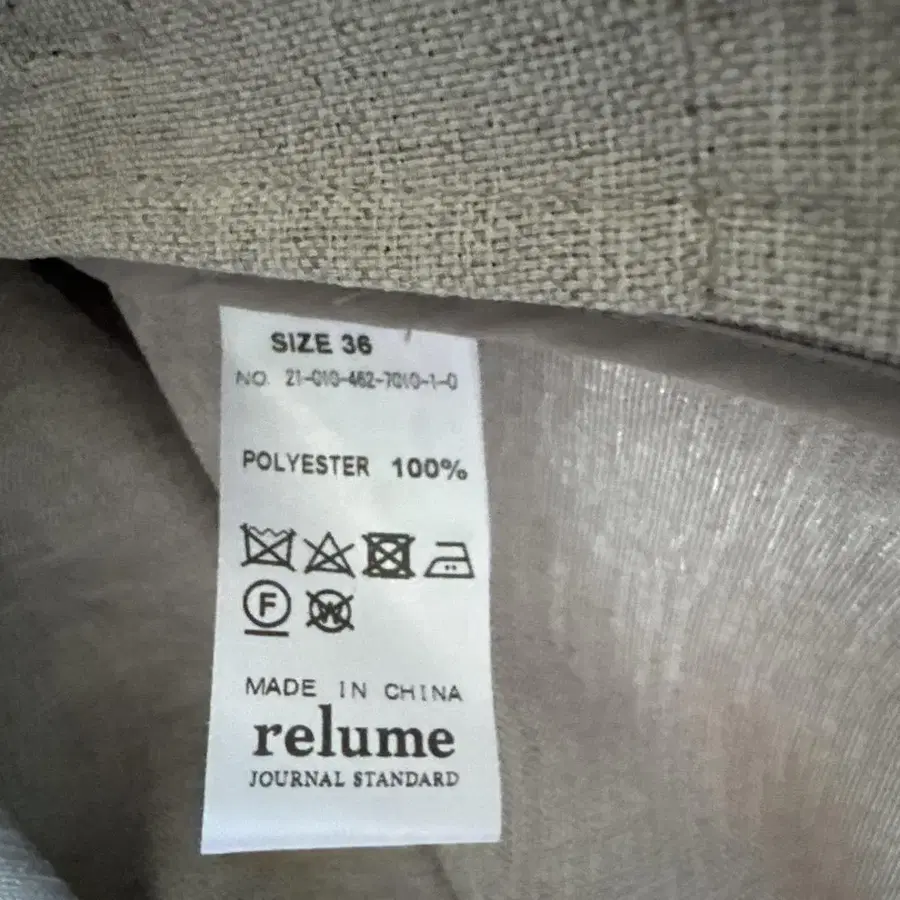 SIZE 36
NO. 21-010-462-7010-1-0
POLYESTER 100%
F
W
MADE IN CHINA
relume
JOURNAL STANDARD